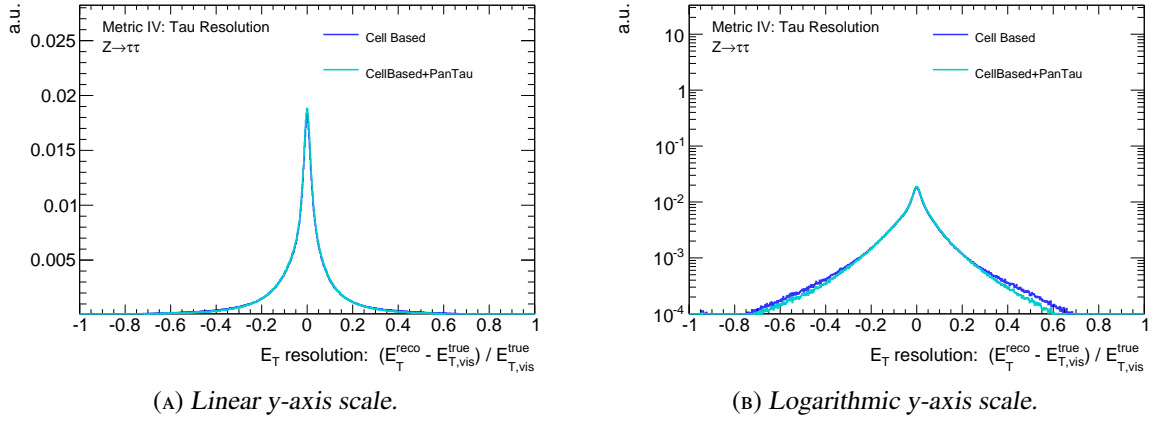 a.u.
0.025
0.02
0.015
0.01
0.005
Metric IV: Tau Resolution
Z→ττ
Cell Based
CellBased+PanTau
-1 -0.8 -0.6 -0.4 -0.2 0 0.2 0.4 0.6 0.8 1
E_T resolution: (E_T^reco - E_T,vis^true) / E_T,vis^true
(A) Linear y-axis scale.
a.u.
10
1
10^-1
10^-2
10^-3
10^-4
Metric IV: Tau Resolution
Z→ττ
Cell Based
CellBased+PanTau
-1 -0.8 -0.6 -0.4 -0.2 0 0.2 0.4 0.6 0.8 1
E_T resolution: (E_T^reco - E_T,vis^true) / E_T,vis^true
(B) Logarithmic y-axis scale.